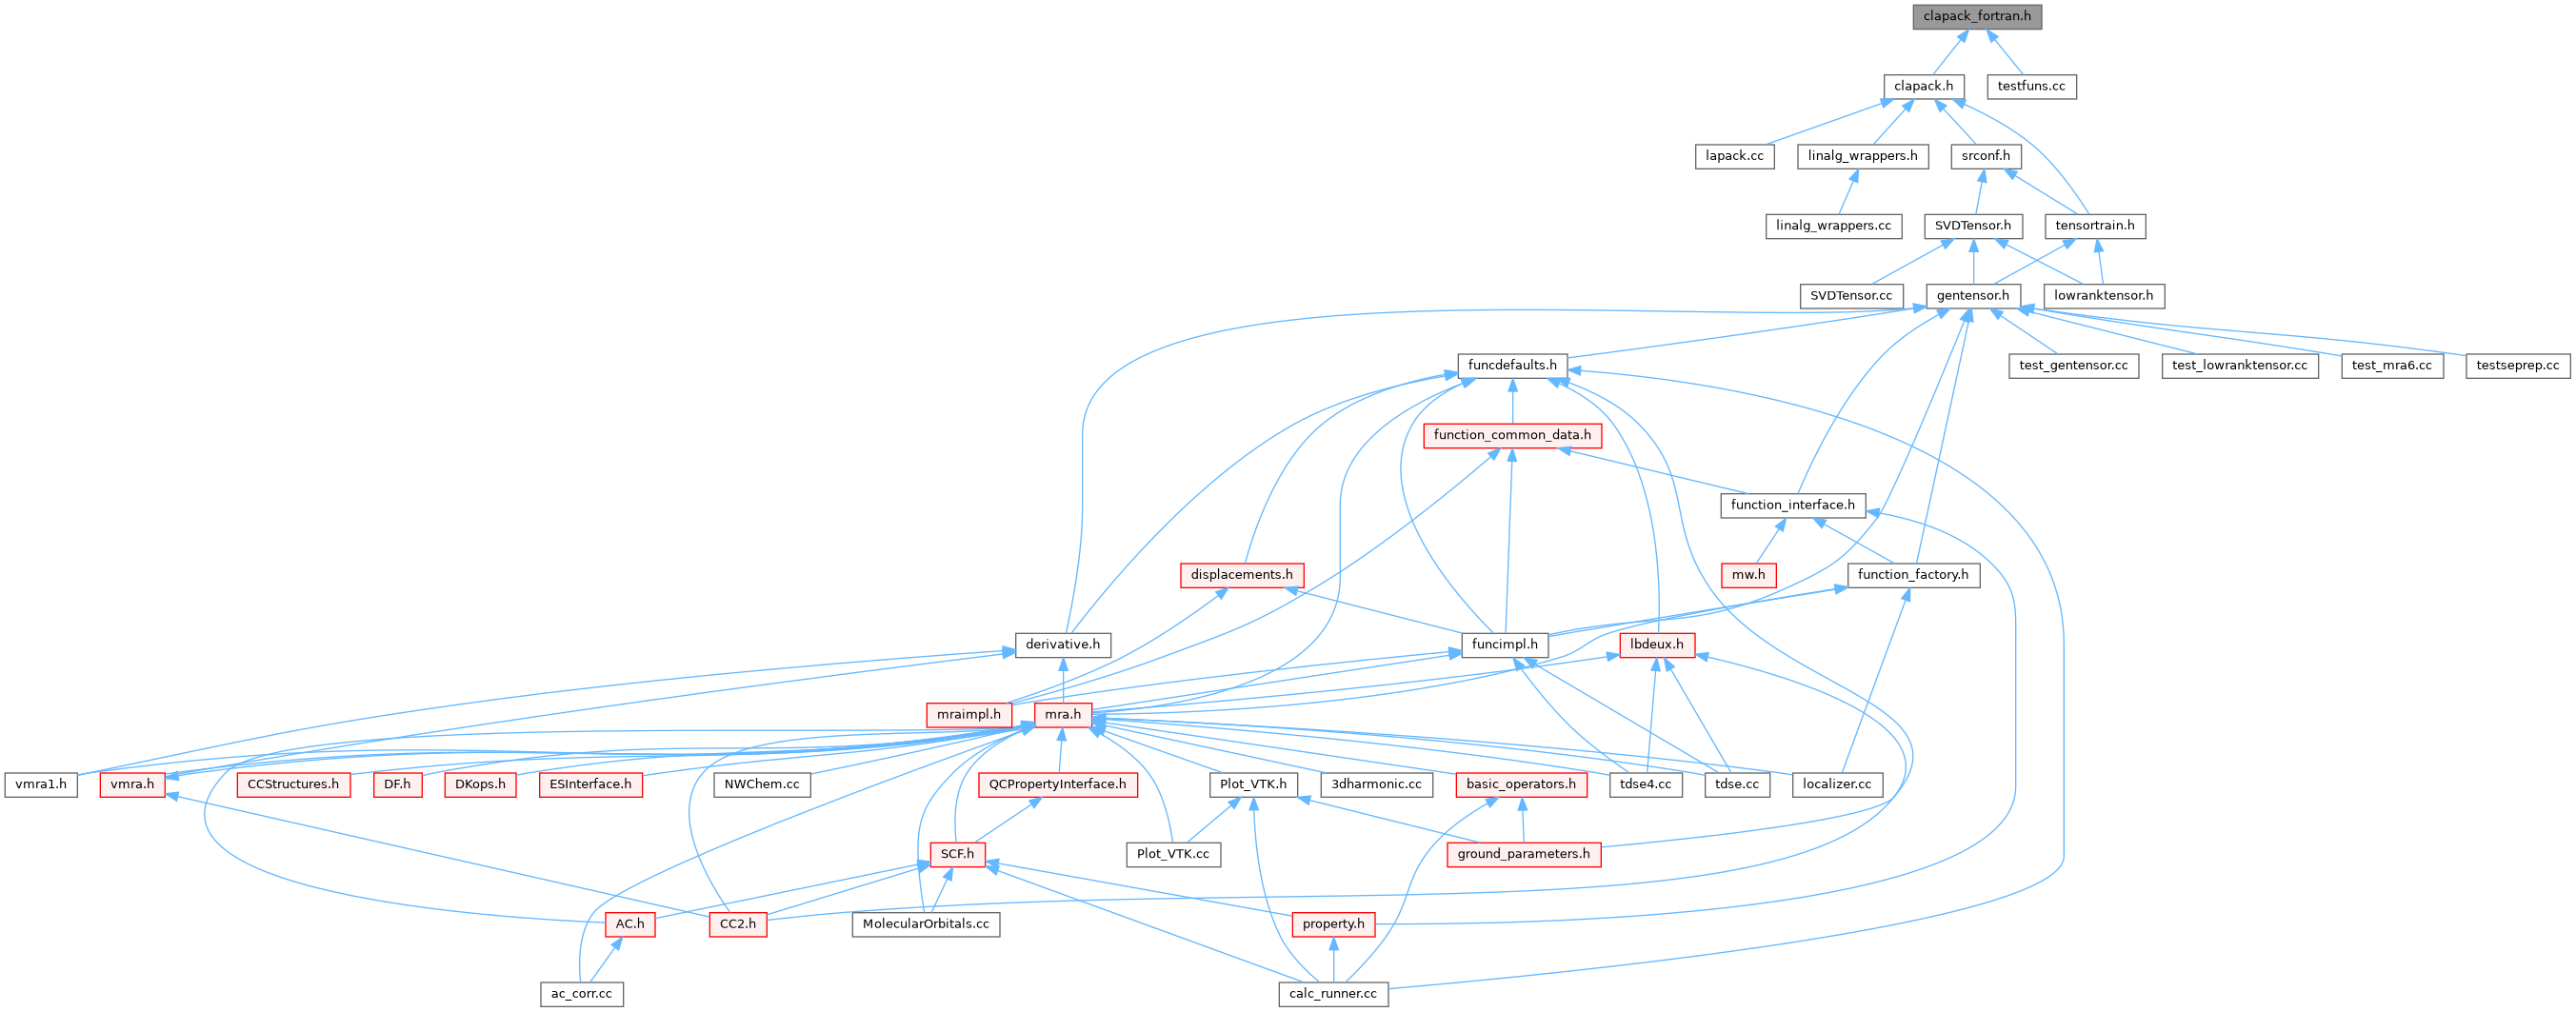 clapack_fortran.h
clapack.h
testfuns.cc
lapack.cc
linalg_wrappers.h
srconf.h
linalg_wrappers.cc
SVDTensor.h
tensortrain.h
SVDTensor.cc
gentensor.h
lowranktensor.h
funcdefaults.h
test_gentensor.cc
test_lowranktensor.cc
test_mra6.cc
testseprep.cc
function_common_data.h
function_interface.h
displacements.h
mw.h
function_factory.h
derivative.h
funcimpl.h
lbdeux.h
mraimpl.h
mra.h
vmra1.h
vmra.h
CCStructures.h
DF.h
DKops.h
ESInterface.h
NWChem.cc
QCPropertyInterface.h
Plot_VTK.h
3dharmonic.cc
basic_operators.h
tdse4.cc
tdse.cc
localizer.cc
SCF.h
Plot_VTK.cc
ground_parameters.h
AC.h
CC2.h
MolecularOrbitals.cc
property.h
ac_corr.cc
calc_runner.cc